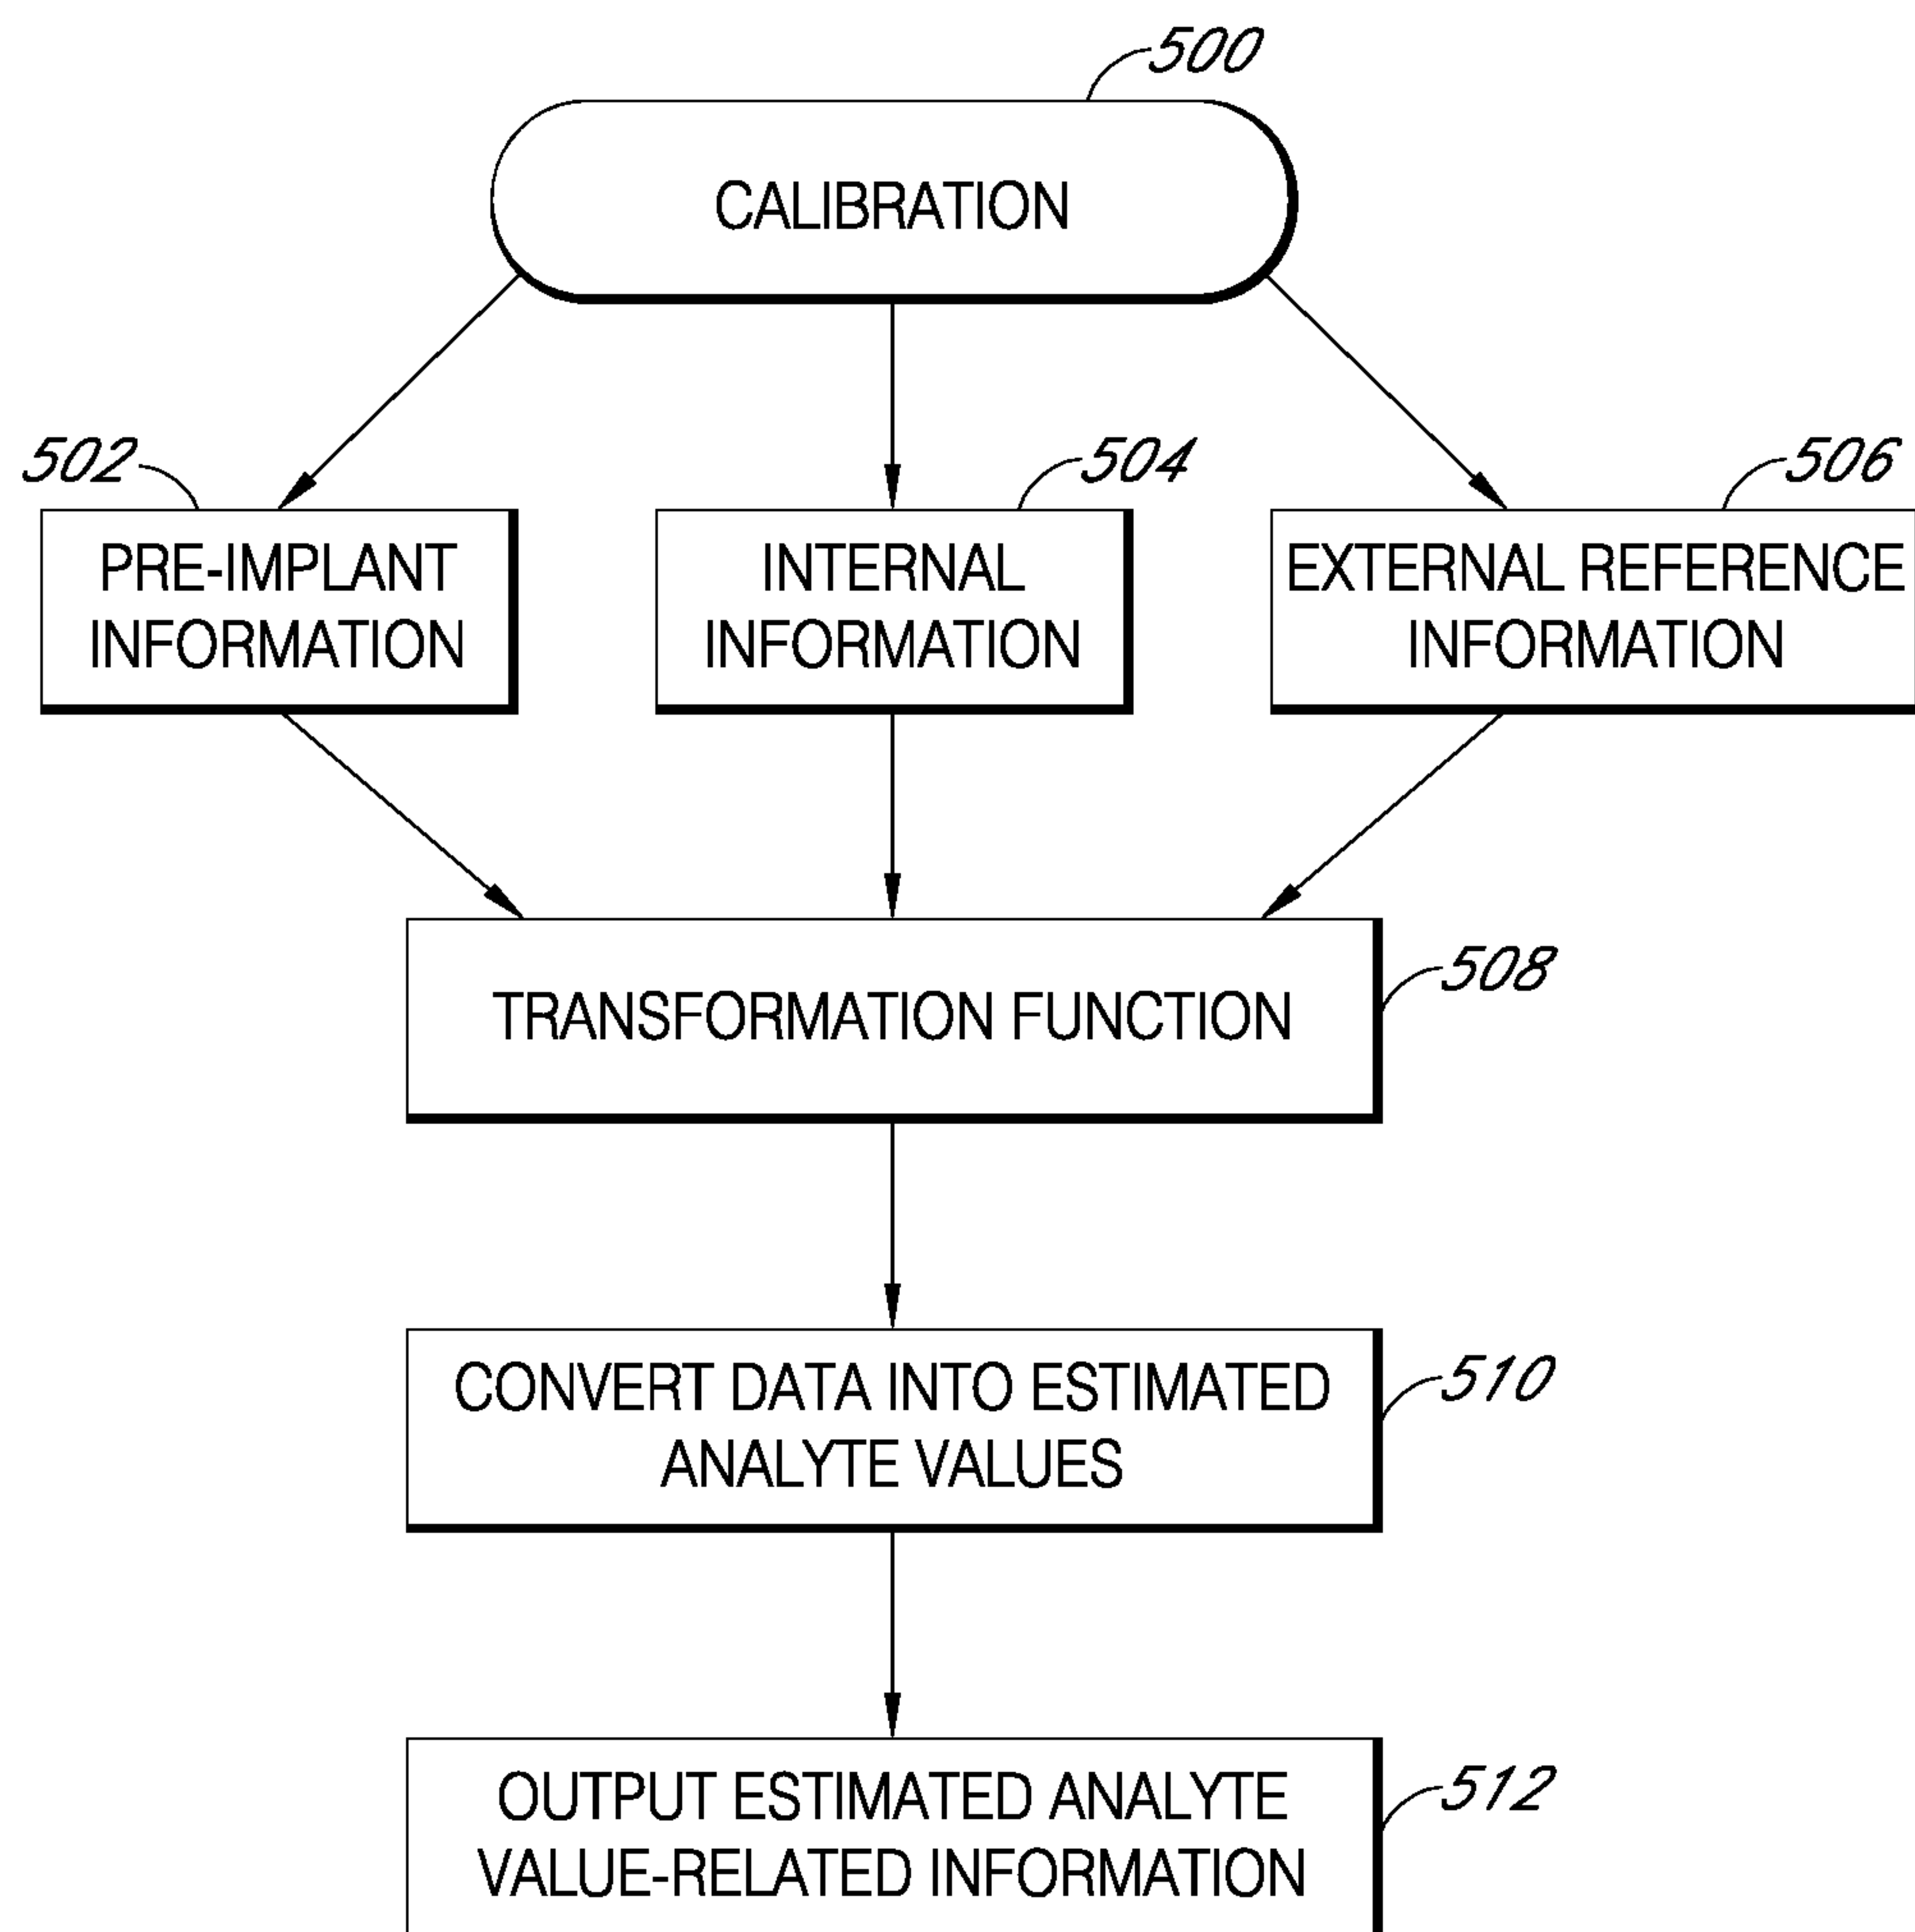 500
CALIBRATION
502
504
506
PRE-IMPLANT
INFORMATION
INTERNAL
INFORMATION
EXTERNAL REFERENCE
INFORMATION
508
TRANSFORMATION FUNCTION
510
CONVERT DATA INTO ESTIMATED
ANALYTE VALUES
512
OUTPUT ESTIMATED ANALYTE
VALUE-RELATED INFORMATION